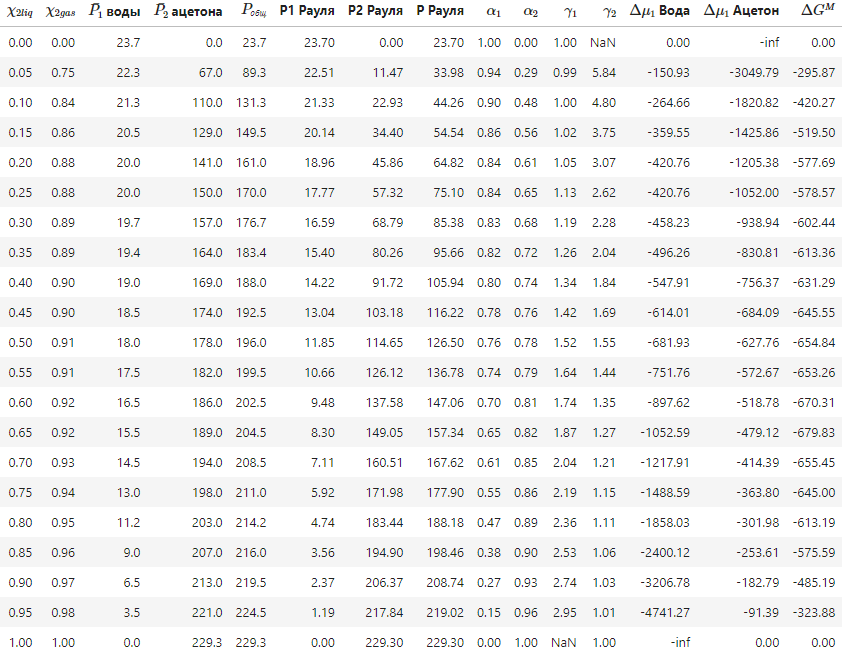 χ2liq χ2gas P̄1 воды P̄2 ацетона Pобщ P1 Рауля P2 Рауля P Рауля α1 α2 γ1 γ2 Δμ1 Вода Δμ1 Ацетон ΔGᴹ
0.00 0.00 23.7 0.0 23.7 23.70 0.00 23.70 1.00 0.00 1.00 NaN 0.00 -inf 0.00
0.05 0.75 22.3 67.0 89.3 22.51 11.47 33.98 0.94 0.29 0.99 5.84 -150.93 -3049.79 -295.87
0.10 0.84 21.3 110.0 131.3 21.33 22.93 44.26 0.90 0.48 1.00 4.80 -264.66 -1820.82 -420.27
0.15 0.86 20.5 129.0 149.5 20.14 34.40 54.54 0.86 0.56 1.02 3.75 -359.55 -1425.86 -519.50
0.20 0.88 20.0 141.0 161.0 18.96 45.86 64.82 0.84 0.61 1.05 3.07 -420.76 -1205.38 -577.69
0.25 0.88 20.0 150.0 170.0 17.77 57.32 75.10 0.84 0.65 1.13 2.62 -420.76 -1052.00 -578.57
0.30 0.89 19.7 157.0 176.7 16.59 68.79 85.38 0.83 0.68 1.19 2.28 -458.23 -938.94 -602.44
0.35 0.89 19.4 164.0 183.4 15.40 80.26 95.66 0.82 0.72 1.26 2.04 -496.26 -830.81 -613.36
0.40 0.90 19.0 169.0 188.0 14.22 91.72 105.94 0.80 0.74 1.34 1.84 -547.91 -756.37 -631.29
0.45 0.90 18.5 174.0 192.5 13.04 103.18 116.22 0.78 0.76 1.42 1.69 -614.01 -684.09 -645.55
0.50 0.91 18.0 178.0 196.0 11.85 114.65 126.50 0.76 0.78 1.52 1.55 -681.93 -627.76 -654.84
0.55 0.91 17.5 182.0 199.5 10.66 126.12 136.78 0.74 0.79 1.64 1.44 -751.76 -572.67 -653.26
0.60 0.92 16.5 186.0 202.5 9.48 137.58 147.06 0.70 0.81 1.74 1.35 -897.62 -518.78 -670.31
0.65 0.92 15.5 189.0 204.5 8.30 149.05 157.34 0.65 0.82 1.87 1.27 -1052.59 -479.12 -679.83
0.70 0.93 14.5 194.0 208.5 7.11 160.51 167.62 0.61 0.85 2.04 1.21 -1217.91 -414.39 -655.45
0.75 0.94 13.0 198.0 211.0 5.92 171.98 177.90 0.55 0.86 2.19 1.15 -1488.59 -363.80 -645.00
0.80 0.95 11.2 203.0 214.2 4.74 183.44 188.18 0.47 0.89 2.36 1.11 -1858.03 -301.98 -613.19
0.85 0.96 9.0 207.0 216.0 3.56 194.90 198.46 0.38 0.90 2.53 1.06 -2400.12 -253.61 -575.59
0.90 0.97 6.5 213.0 219.5 2.37 206.37 208.74 0.27 0.93 2.74 1.03 -3206.78 -182.79 -485.19
0.95 0.98 3.5 221.0 224.5 1.19 217.84 219.02 0.15 0.96 2.95 1.01 -4741.27 -91.39 -323.88
1.00 1.00 0.0 229.3 229.3 0.00 229.30 229.30 0.00 1.00 NaN 1.00 -inf 0.00 0.00